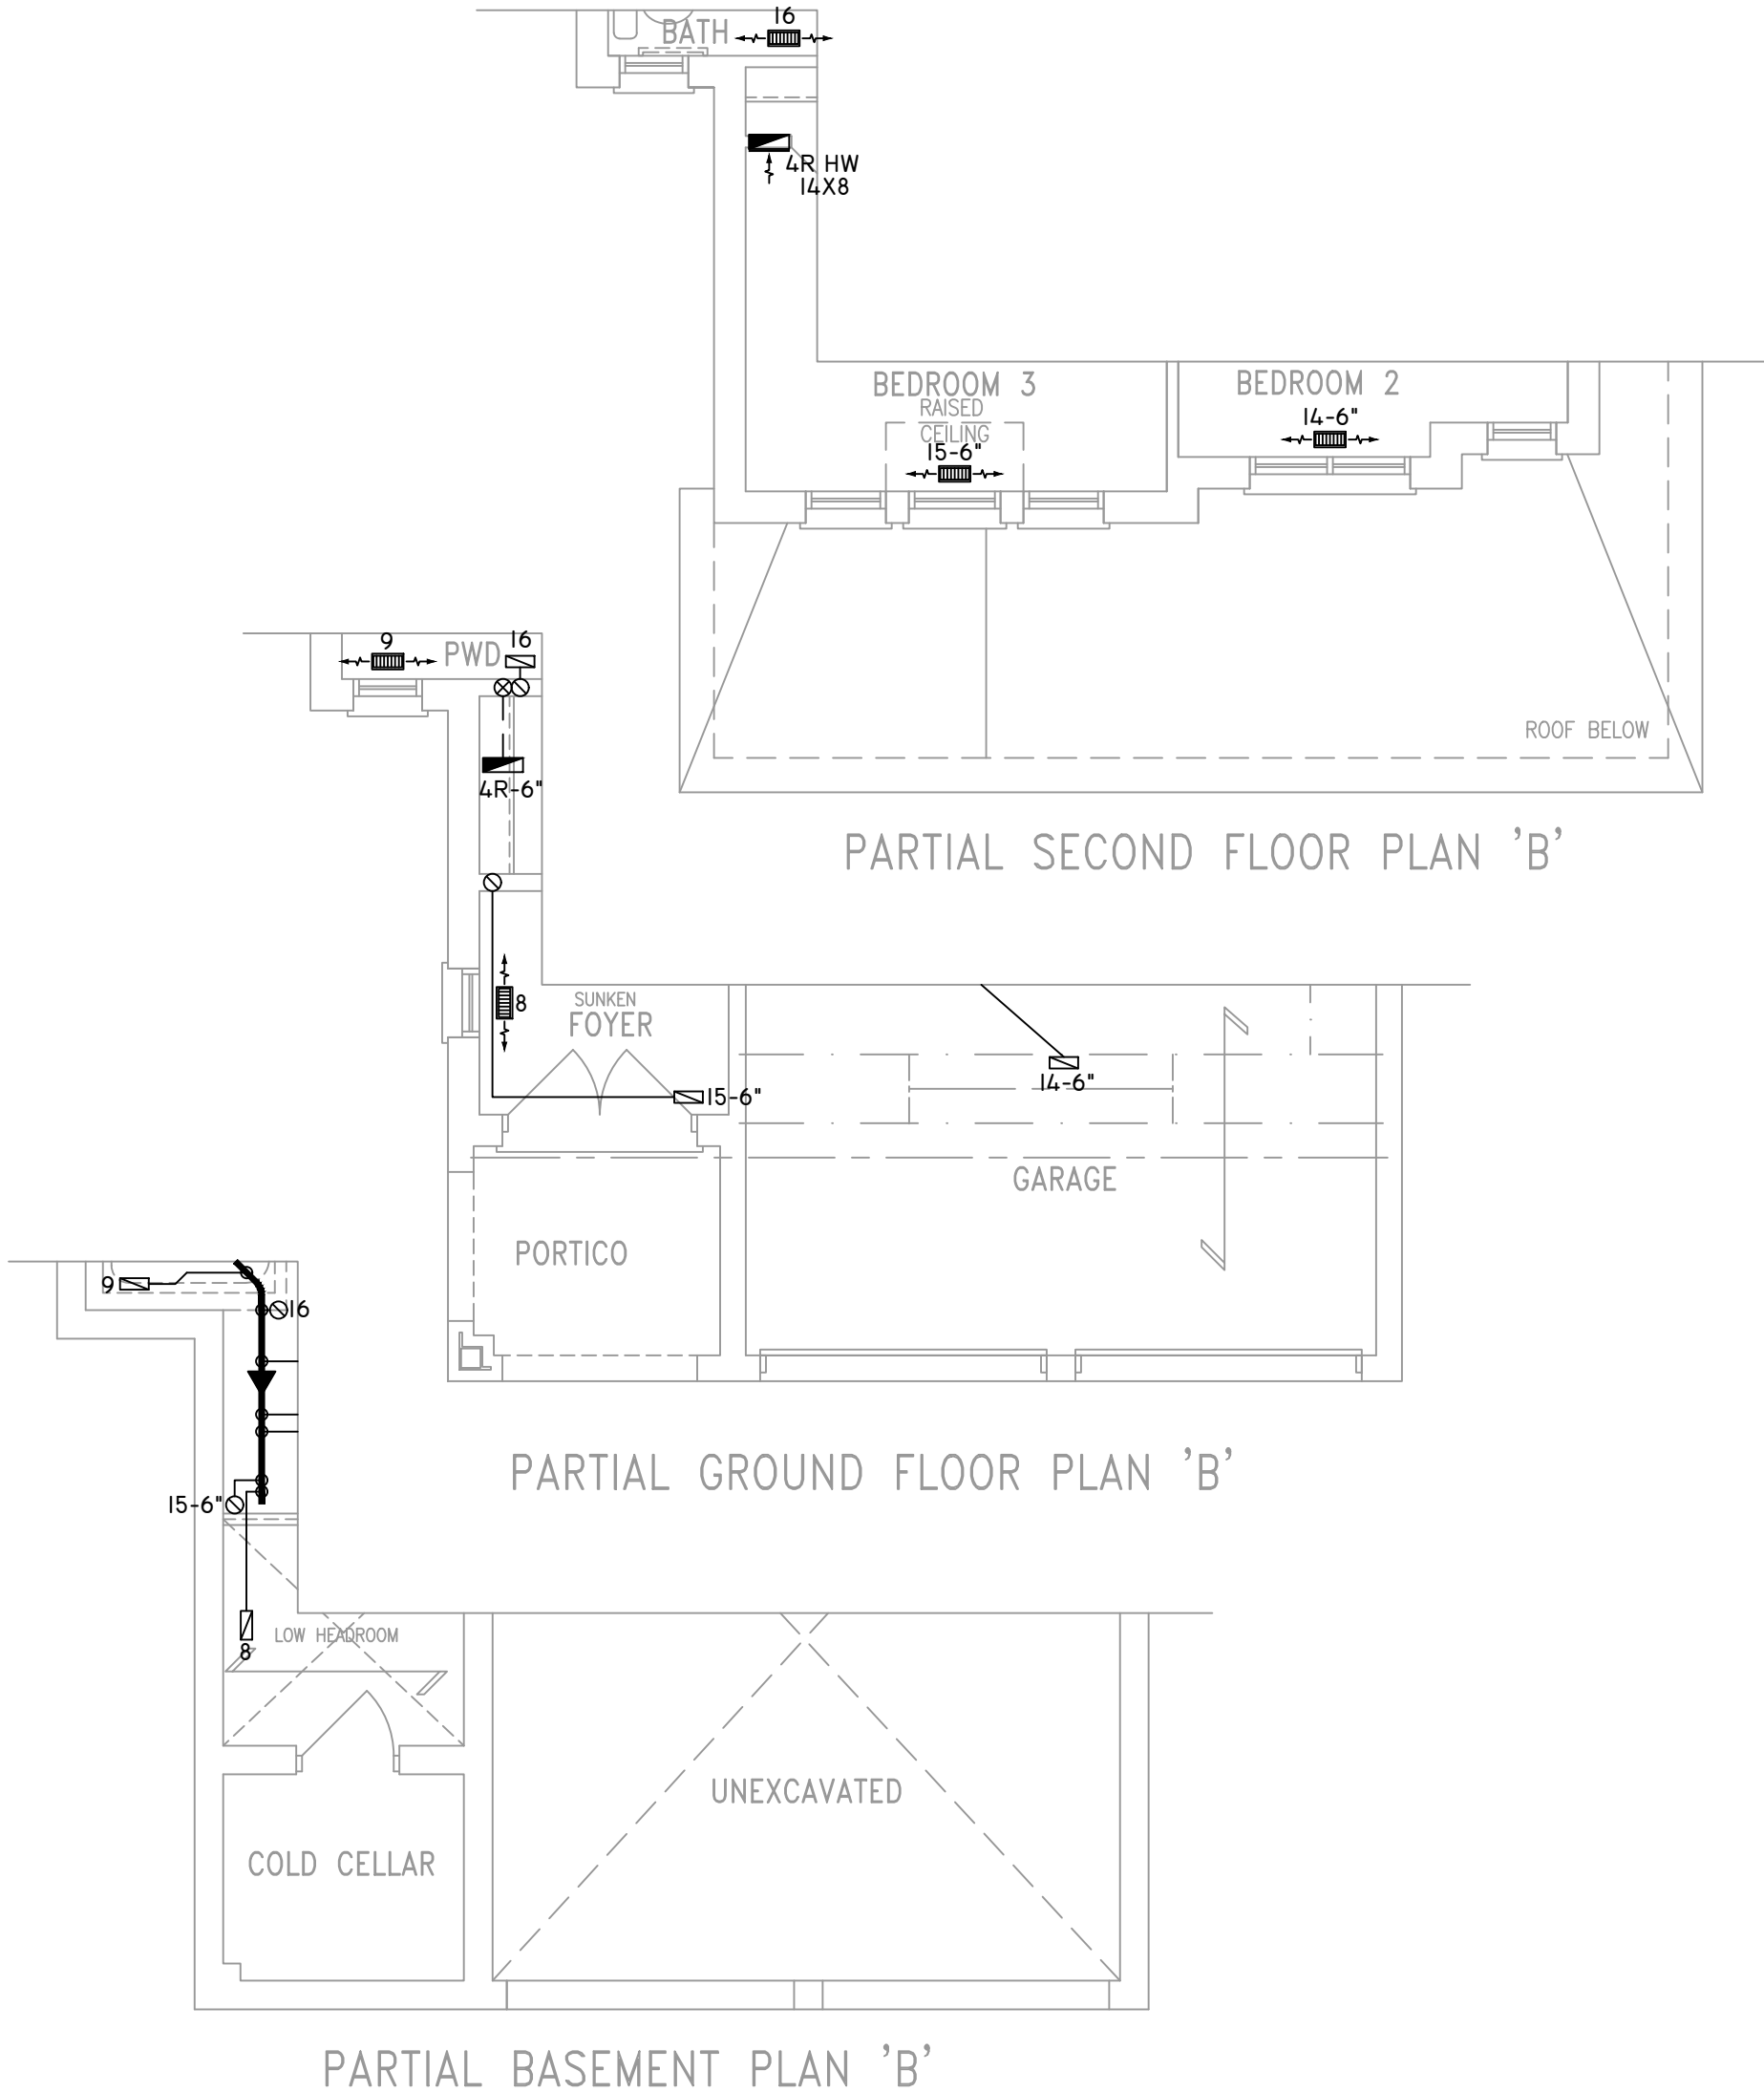 BATH
16
4R HW
14X8
BEDROOM 3
RAISED
CEILING
15-6"
BEDROOM 2
14-6"
ROOF BELOW
PARTIAL SECOND FLOOR PLAN 'B'
9
PWD
16
4R-6"
8
SUNKEN
FOYER
15-6"
14-6"
GARAGE
PORTICO
PARTIAL GROUND FLOOR PLAN 'B'
9
16
15-6"
8
LOW HEADROOM
UNEXCAVATED
COLD CELLAR
PARTIAL BASEMENT PLAN 'B'